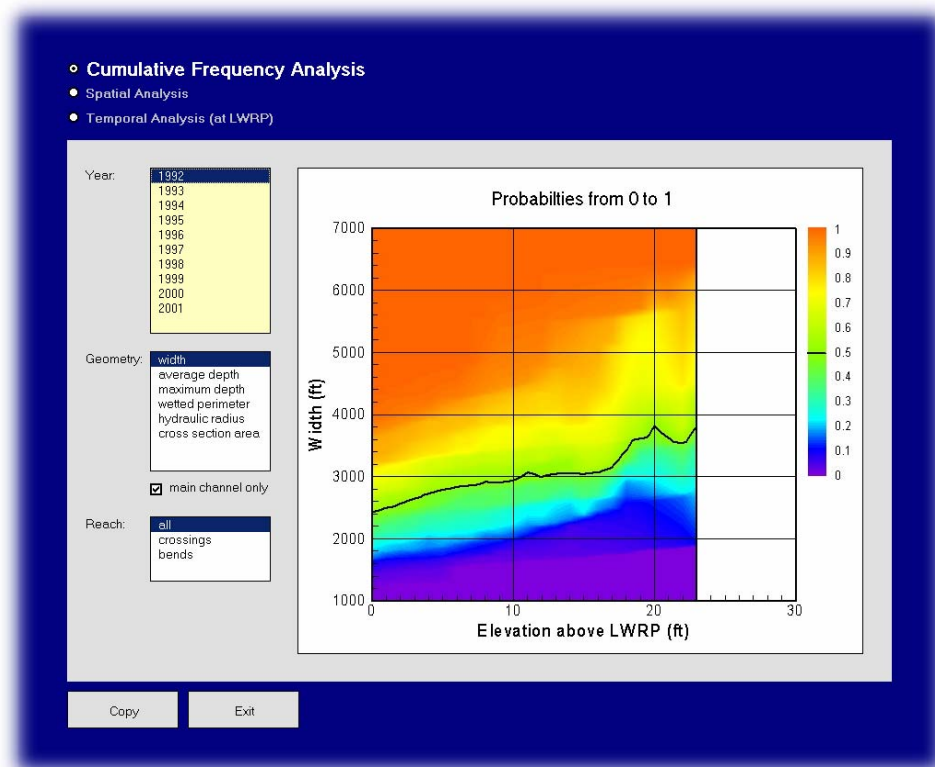 Cumulative Frequency Analysis
Spatial Analysis
Temporal Analysis (at LWRP)
Year:
1992
1993
1994
1995
1996
1997
1998
1999
2000
2001
Geometry:
width
average depth
maximum depth
wetted perimeter
hydraulic radius
cross section area
main channel only
Reach:
all
crossings
bends
Probabilties from 0 to 1
7000
6000
5000
4000
3000
2000
1000
Width (ft)
0
10
20
30
Elevation above LWRP (ft)
1
0.9
0.8
0.7
0.6
0.5
0.4
0.3
0.2
0.1
0
Copy
Exit